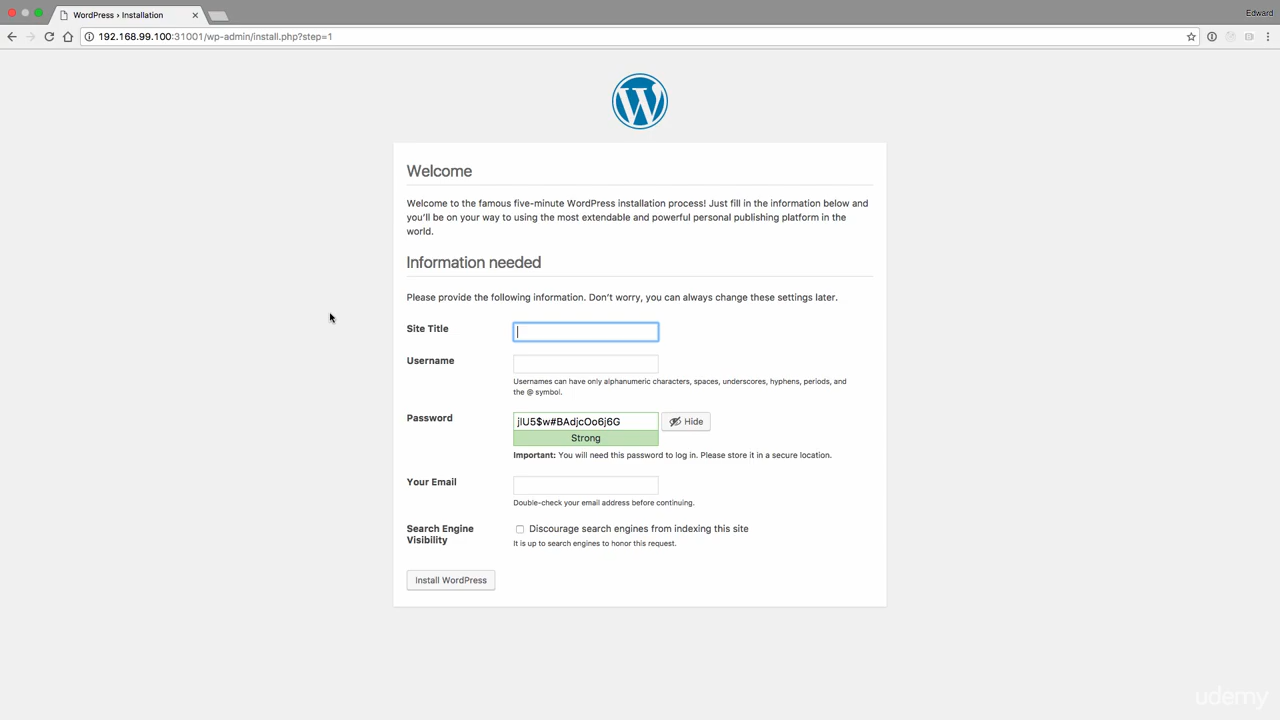 WordPress › Installation
Edward
192.168.99.100:31001/wp-admin/install.php?step=1
Welcome
Welcome to the famous five-minute WordPress installation process! Just fill in the information below and
you'll be on your way to using the most extendable and powerful personal publishing platform in the
world.
Information needed
Please provide the following information. Don't worry, you can always change these settings later.
Site Title
Username
Usernames can have only alphanumeric characters, spaces, underscores, hyphens, periods, and
the @ symbol.
Password
jlU5$w#BAdjcOo6j6G
Hide
Strong
Important: You will need this password to log in. Please store it in a secure location.
Your Email
Double-check your email address before continuing.
Search Engine
Visibility
Discourage search engines from indexing this site
It is up to search engines to honor this request.
Install WordPress
udemy